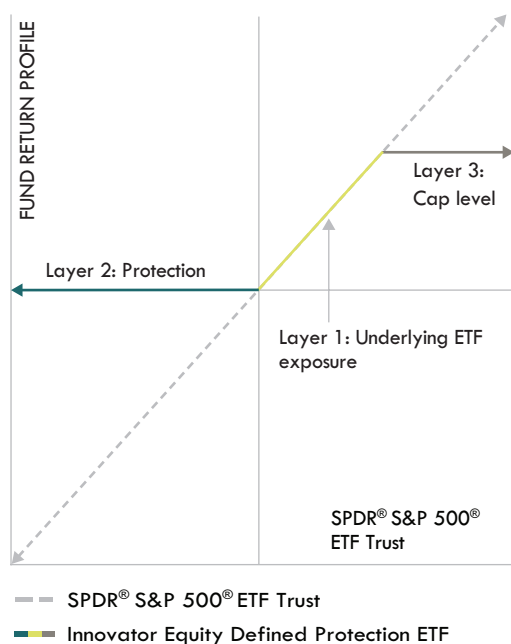 FUND RETURN PROFILE
Layer 3:
Cap level
Layer 2: Protection
Layer 1: Underlying ETF
exposure
SPDR® S&P 500®
ETF Trust
SPDR® S&P 500® ETF Trust
Innovator Equity Defined Protection ETF